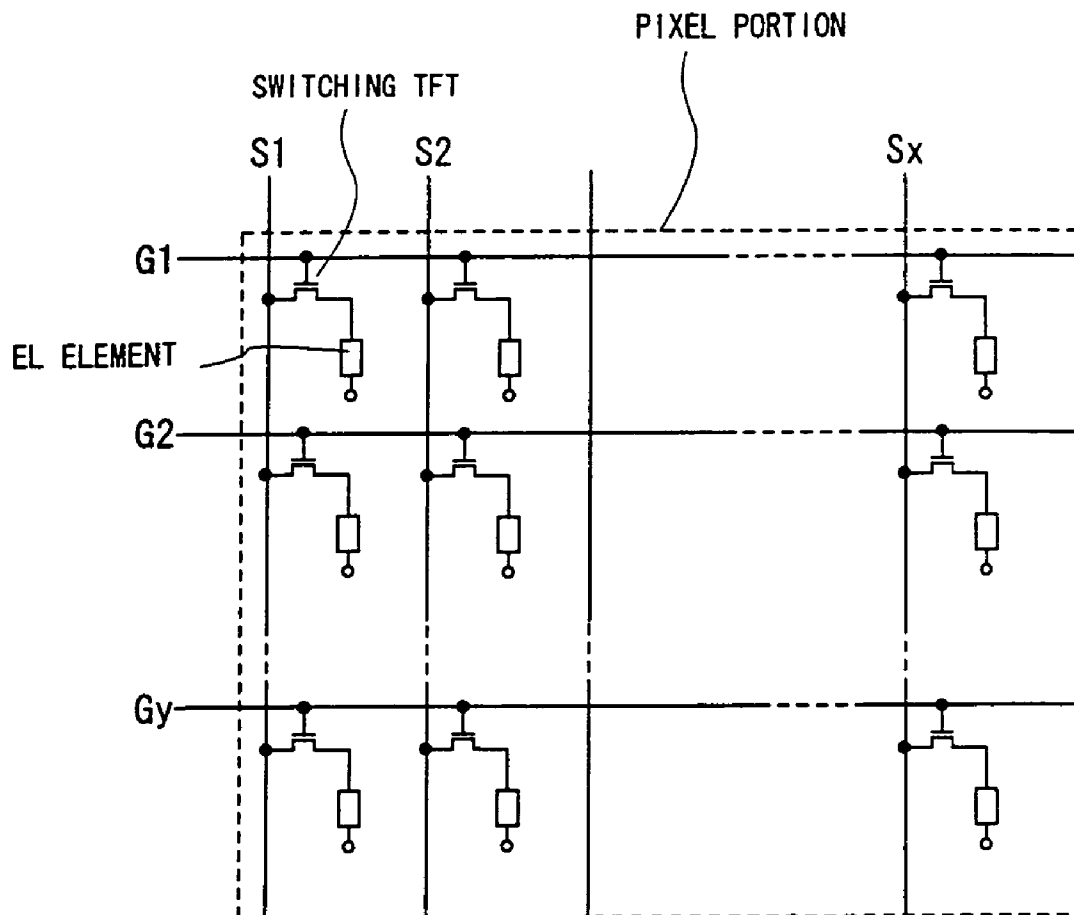 PIXEL PORTION
SWITCHING TFT
S1 S2 Sx
G1
EL ELEMENT
G2
Gy